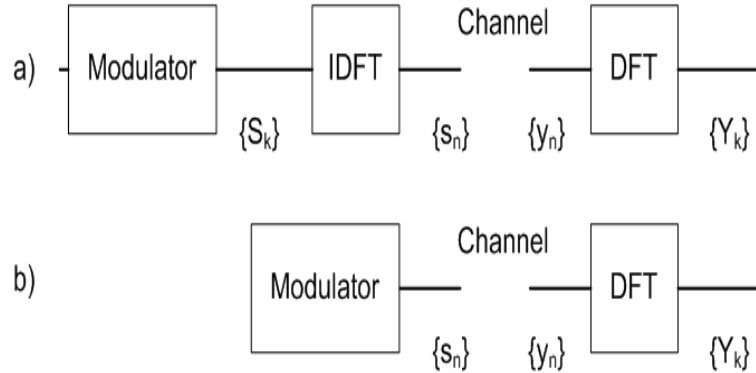 Channel
a) Modulator IDFT DFT
{Sₖ} {sₙ} {yₙ} {Yₖ}
Channel
b) Modulator DFT
{sₙ} {yₙ} {Yₖ}